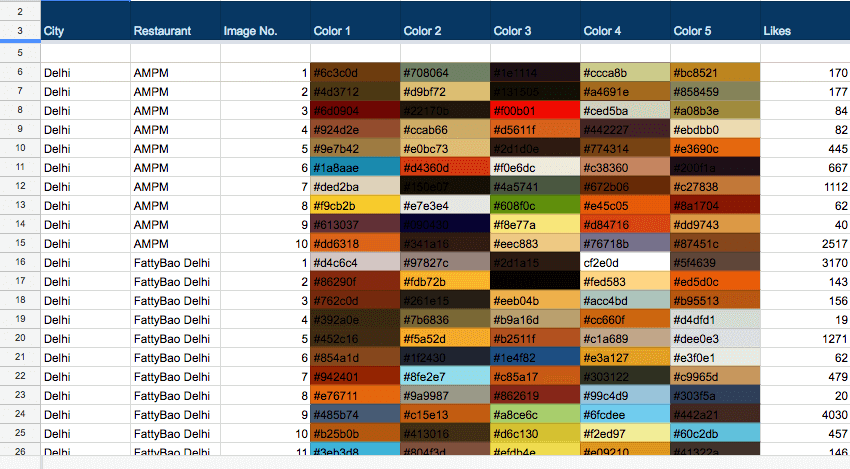 2
3 City Restaurant Image No. Color 1 Color 2 Color 3 Color 4 Color 5 Likes
5
6 Delhi AMPM 1 #6c3c0d #708064 #1e1114 #ccca8b #bc8521 170
7 Delhi AMPM 2 #4d3712 #d9bf72 #a4691e #858459 177
8 Delhi AMPM 3 #6d0904 #22170b #f00b01 #ced5ba #a08b3e 84
9 Delhi AMPM 4 #924d2e #ccab66 #d5611f #442227 #ebdbb0 82
10 Delhi AMPM 5 #9e7b42 #e0bc73 #2d1d0e #774314 #e3690c 445
11 Delhi AMPM 6 #1a8aae #d4360d #f0e6dc #c38360 #200f1a 667
12 Delhi AMPM 7 #ded2ba #150e07 #4a5741 #672b06 #c27838 1112
13 Delhi AMPM 8 #f9cb2b #e7e3e4 #608f0c #e45c05 #8a1704 62
14 Delhi AMPM 9 #613037 #f8e77a #d84716 #dd9743 40
15 Delhi AMPM 10 #dd6318 #341a16 #eec883 #76718b #87451c 2517
16 Delhi FattyBao Delhi 1 #d4c6c4 #97827c #2d1a15 cf2e0d #5f4639 3170
17 Delhi FattyBao Delhi 2 #86290f #fdb72b #fed583 #ed5d0c 143
18 Delhi FattyBao Delhi 3 #762c0d #261e15 #eeb04b #acc4bd #b95513 156
19 Delhi FattyBao Delhi 4 #392a0e #7b6836 #b9a16d #cc660f #d4dfd1 19
20 Delhi FattyBao Delhi 5 #452c16 #f5a52d #b2511f #c1a689 #dee0e3 1271
21 Delhi FattyBao Delhi 6 #854a1d #1f2430 #1e4f82 #e3a127 #e3f0e1 62
22 Delhi FattyBao Delhi 7 #942401 #8fe2e7 #c85a17 #303122 #c9965d 479
23 Delhi FattyBao Delhi 8 #e76711 #9a9987 #862619 #99c4d9 #303f5a 20
24 Delhi FattyBao Delhi 9 #485b74 #c15e13 #a8ce6c #6fcdee #442a21 4030
25 Delhi FattyBao Delhi 10 #b25b0b #413016 #d6c130 #f2ed97 #60c2db 457
26 Delhi FattyBao Delhi 11 #3eb3d8 #804f3d #efdb4e #e09210 #41322a 146